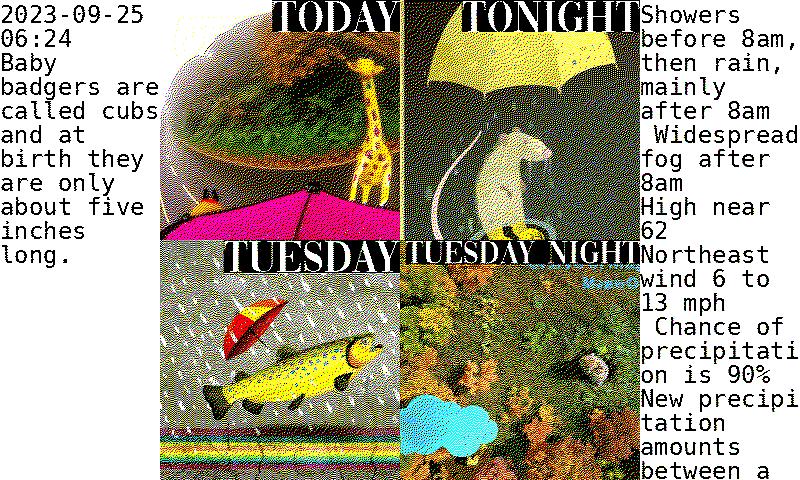 2023-09-25
06:24
Baby
badgers are
called cubs
and at
birth they
are only
about five
inches
long.
TODAY
TONIGHT
TUESDAY
TUESDAY NIGHT
Showers
before 8am,
then rain,
mainly
after 8am
Widespread
fog after
8am
High near
62
Northeast
wind 6 to
13 mph
Chance of
precipitati
on is 90%
New precipi
tation
amounts
between a